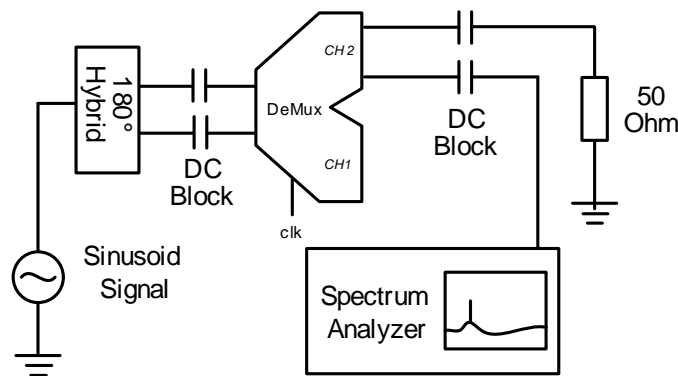 180°
Hybrid
DC
Block
DeMux
CH 2
CH1
clk
DC
Block
50
Ohm
Sinusoid
Signal
Spectrum
Analyzer